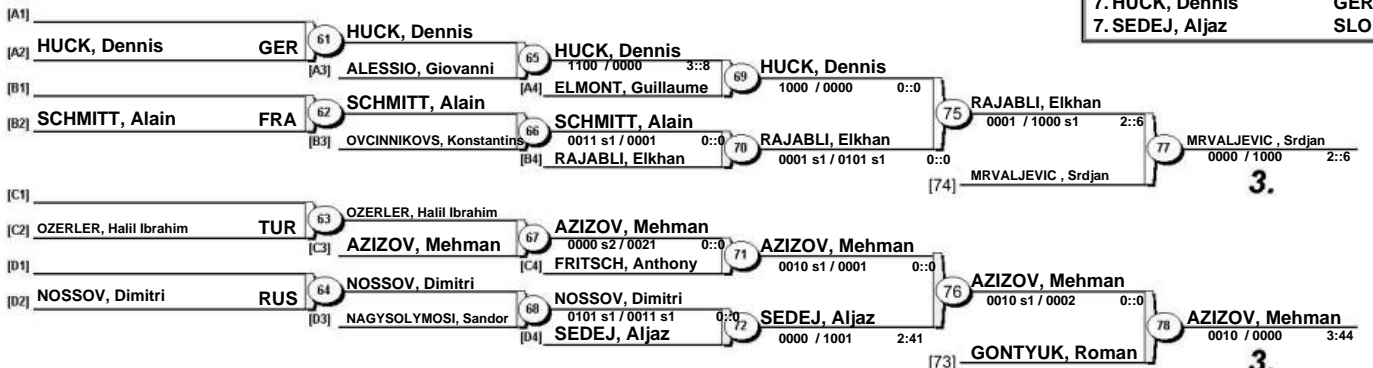 7. HUCK, Dennis GER
7. SEDEJ, Aljaz SLO
[A1]
[A2] HUCK, Dennis GER
61
HUCK, Dennis
[A3] ALESSIO, Giovanni
65
HUCK, Dennis
1100 / 0000 3::8
[A4] ELMONT, Guillaume
69
HUCK, Dennis
1000 / 0000 0::0
[B1]
[B2] SCHMITT, Alain FRA
62
SCHMITT, Alain
[B3] OVCINNIKOVS, Konstantins
66
SCHMITT, Alain
0011 s1 / 0001 0::0
[B4] RAJABLI, Elkhan
70
RAJABLI, Elkhan
0001 s1 / 0101 s1 0::0
75
RAJABLI, Elkhan
0001 / 1000 s1 2::6
[74] MRVALJEVIC , Srdjan
77
MRVALJEVIC , Srdjan
0000 / 1000 2::6
3.
[C1]
[C2] OZERLER, Halil Ibrahim TUR
63
OZERLER, Halil Ibrahim
[C3] AZIZOV, Mehman
67
AZIZOV, Mehman
0000 s2 / 0021 0::0
[C4] FRITSCH, Anthony
71
AZIZOV, Mehman
0010 s1 / 0001 0::0
[D1]
[D2] NOSSOV, Dimitri RUS
64
NOSSOV, Dimitri
[D3] NAGYSOLYMOSI, Sandor
68
NOSSOV, Dimitri
0101 s1 / 0011 s1 0::0
[D4] SEDEJ, Aljaz
72
SEDEJ, Aljaz
0000 / 1001 2:41
76
AZIZOV, Mehman
0010 s1 / 0002 0::0
[73] GONTYUK, Roman
78
AZIZOV, Mehman
0010 / 0000 3:44
3.